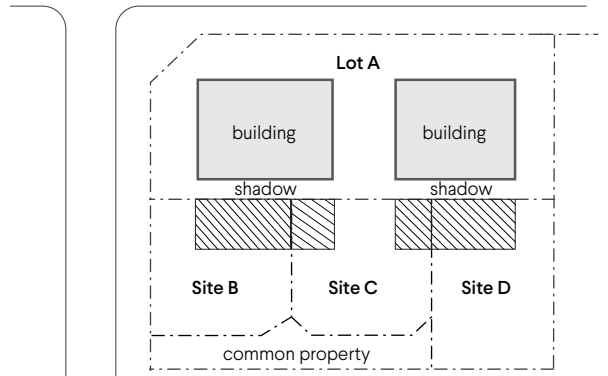 Lot A
building
building
shadow
shadow
Site B
Site C
Site D
common property